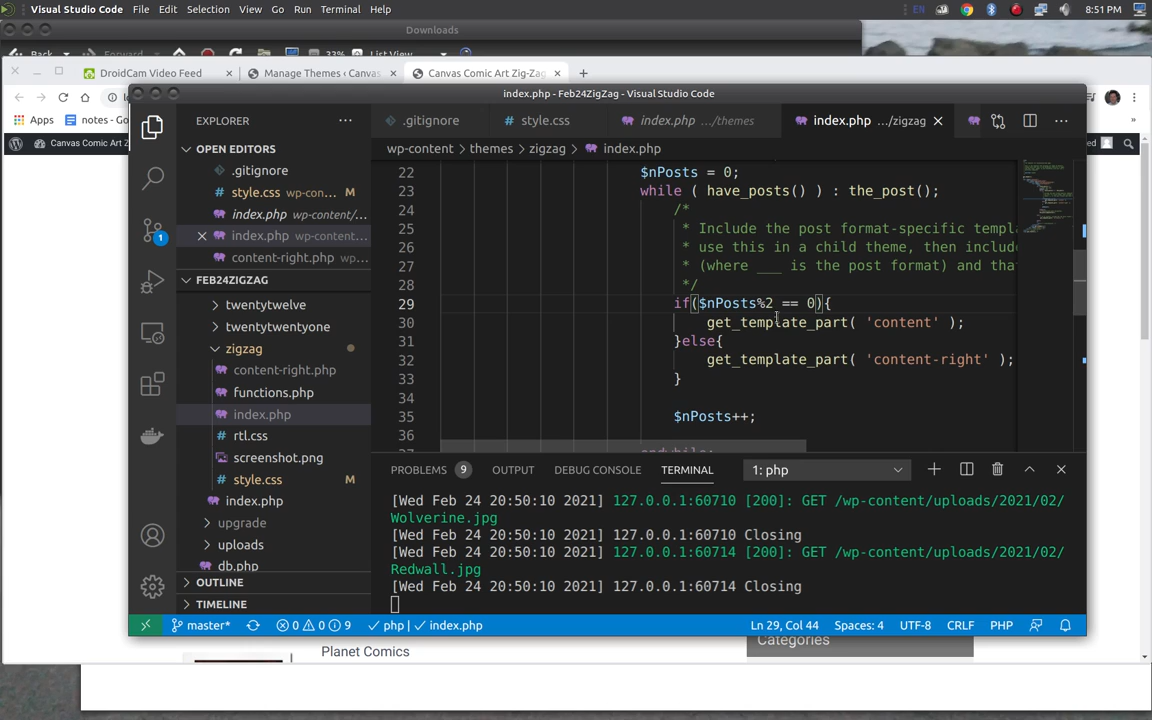 Visual Studio Code File Edit Selection View Go Run Terminal Help EN 8:51 PM
Downloads
Back Forward 33% List View
DroidCam Video Feed Manage Themes ‹ Canvas Canvas Comic Art Zig-Zag
index.php - Feb24ZigZag - Visual Studio Code
Apps notes - Go
Canvas Comic Art Z
EXPLORER
.gitignore style.css index.php .../themes index.php .../zigzag
OPEN EDITORS
wp-content themes zigzag index.php
.gitignore
style.css wp-con... M
index.php wp-content/...
index.php wp-content...
content-right.php wp...
FEB24ZIGZAG
twentytwelve
twentytwentyone
zigzag
content-right.php
functions.php
index.php
rtl.css
screenshot.png
style.css M
index.php
upgrade
uploads
db.php
OUTLINE
TIMELINE
22 $nPosts = 0;
23 while ( have_posts() ) : the_post();
24 /*
25 * Include the post format-specific templa
26 * use this in a child theme, then include
27 * (where ___ is the post format) and tha
28 */
29 if($nPosts%2 == 0){
30 get_template_part( 'content' );
31 }else{
32 get_template_part( 'content-right' );
33 }
34
35 $nPosts++;
36
PROBLEMS 9 OUTPUT DEBUG CONSOLE TERMINAL 1: php
[Wed Feb 24 20:50:10 2021] 127.0.0.1:60710 [200]: GET /wp-content/uploads/2021/02/
Wolverine.jpg
[Wed Feb 24 20:50:10 2021] 127.0.0.1:60710 Closing
[Wed Feb 24 20:50:10 2021] 127.0.0.1:60714 [200]: GET /wp-content/uploads/2021/02/
Redwall.jpg
[Wed Feb 24 20:50:10 2021] 127.0.0.1:60714 Closing
1
master* 0 0 9 php | index.php Ln 29, Col 44 Spaces: 4 UTF-8 CRLF PHP
Planet Comics
Categories